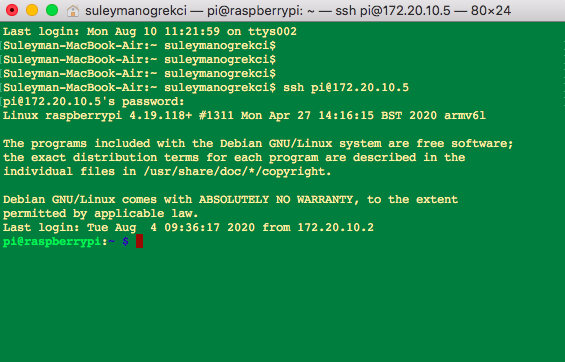 suleymanogrekci — pi@raspberrypi: ~ — ssh pi@172.20.10.5 — 80×24
Last login: Mon Aug 10 11:21:59 on ttys002
[Suleyman-MacBook-Air:~ suleymanogrekci$
[Suleyman-MacBook-Air:~ suleymanogrekci$
[Suleyman-MacBook-Air:~ suleymanogrekci$
[Suleyman-MacBook-Air:~ suleymanogrekci$ ssh pi@172.20.10.5
[pi@172.20.10.5's password:
Linux raspberrypi 4.19.118+ #1311 Mon Apr 27 14:16:15 BST 2020 armv6l

The programs included with the Debian GNU/Linux system are free software;
the exact distribution terms for each program are described in the
individual files in /usr/share/doc/*/copyright.

Debian GNU/Linux comes with ABSOLUTELY NO WARRANTY, to the extent
permitted by applicable law.
Last login: Tue Aug  4 09:36:17 2020 from 172.20.10.2
pi@raspberrypi:~ $